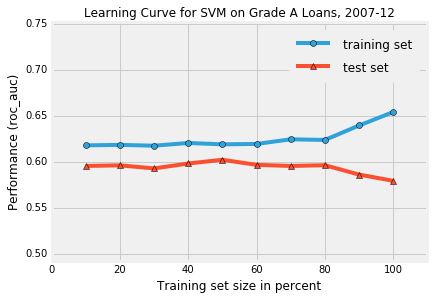 Learning Curve for SVM on Grade A Loans, 2007-12
0.75
0.70
0.65
0.60
0.55
0.50
Performance (roc_auc)
training set
test set
0 20 40 60 80 100
Training set size in percent